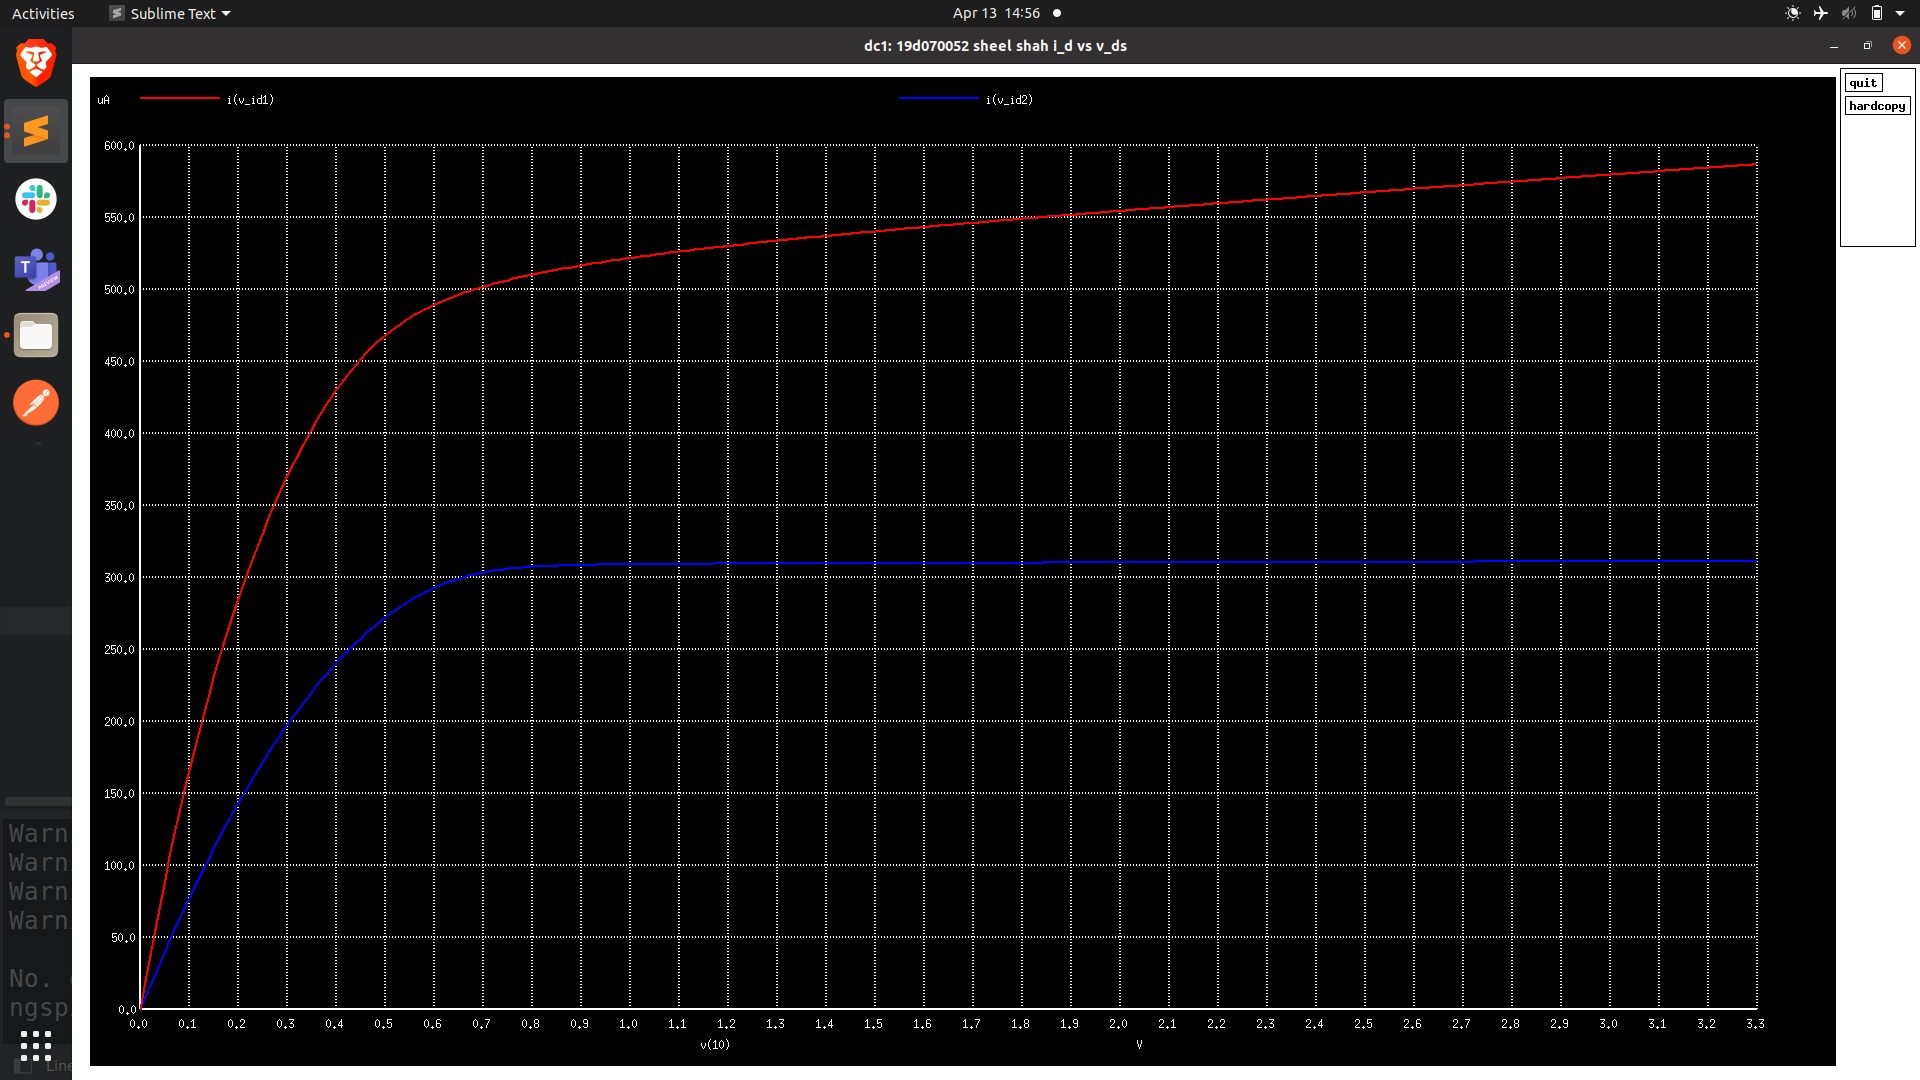 Activities
Sublime Text
Apr 13 14:56
dc1: 19d070052 sheel shah i_d vs v_ds
quit
hardcopy
uA
i(v_id1)
i(v_id2)
600.0
550.0
500.0
450.0
400.0
350.0
300.0
250.0
200.0
150.0
100.0
50.0
0.0
0.0 0.1 0.2 0.3 0.4 0.5 0.6 0.7 0.8 0.9 1.0 1.1 1.2 1.3 1.4 1.5 1.6 1.7 1.8 1.9 2.0 2.1 2.2 2.3 2.4 2.5 2.6 2.7 2.8 2.9 3.0 3.1 3.2 3.3
v(10)
V
T
PREVIEW
Warn
Warn
Warn
Warn
No.
ngsp
Line